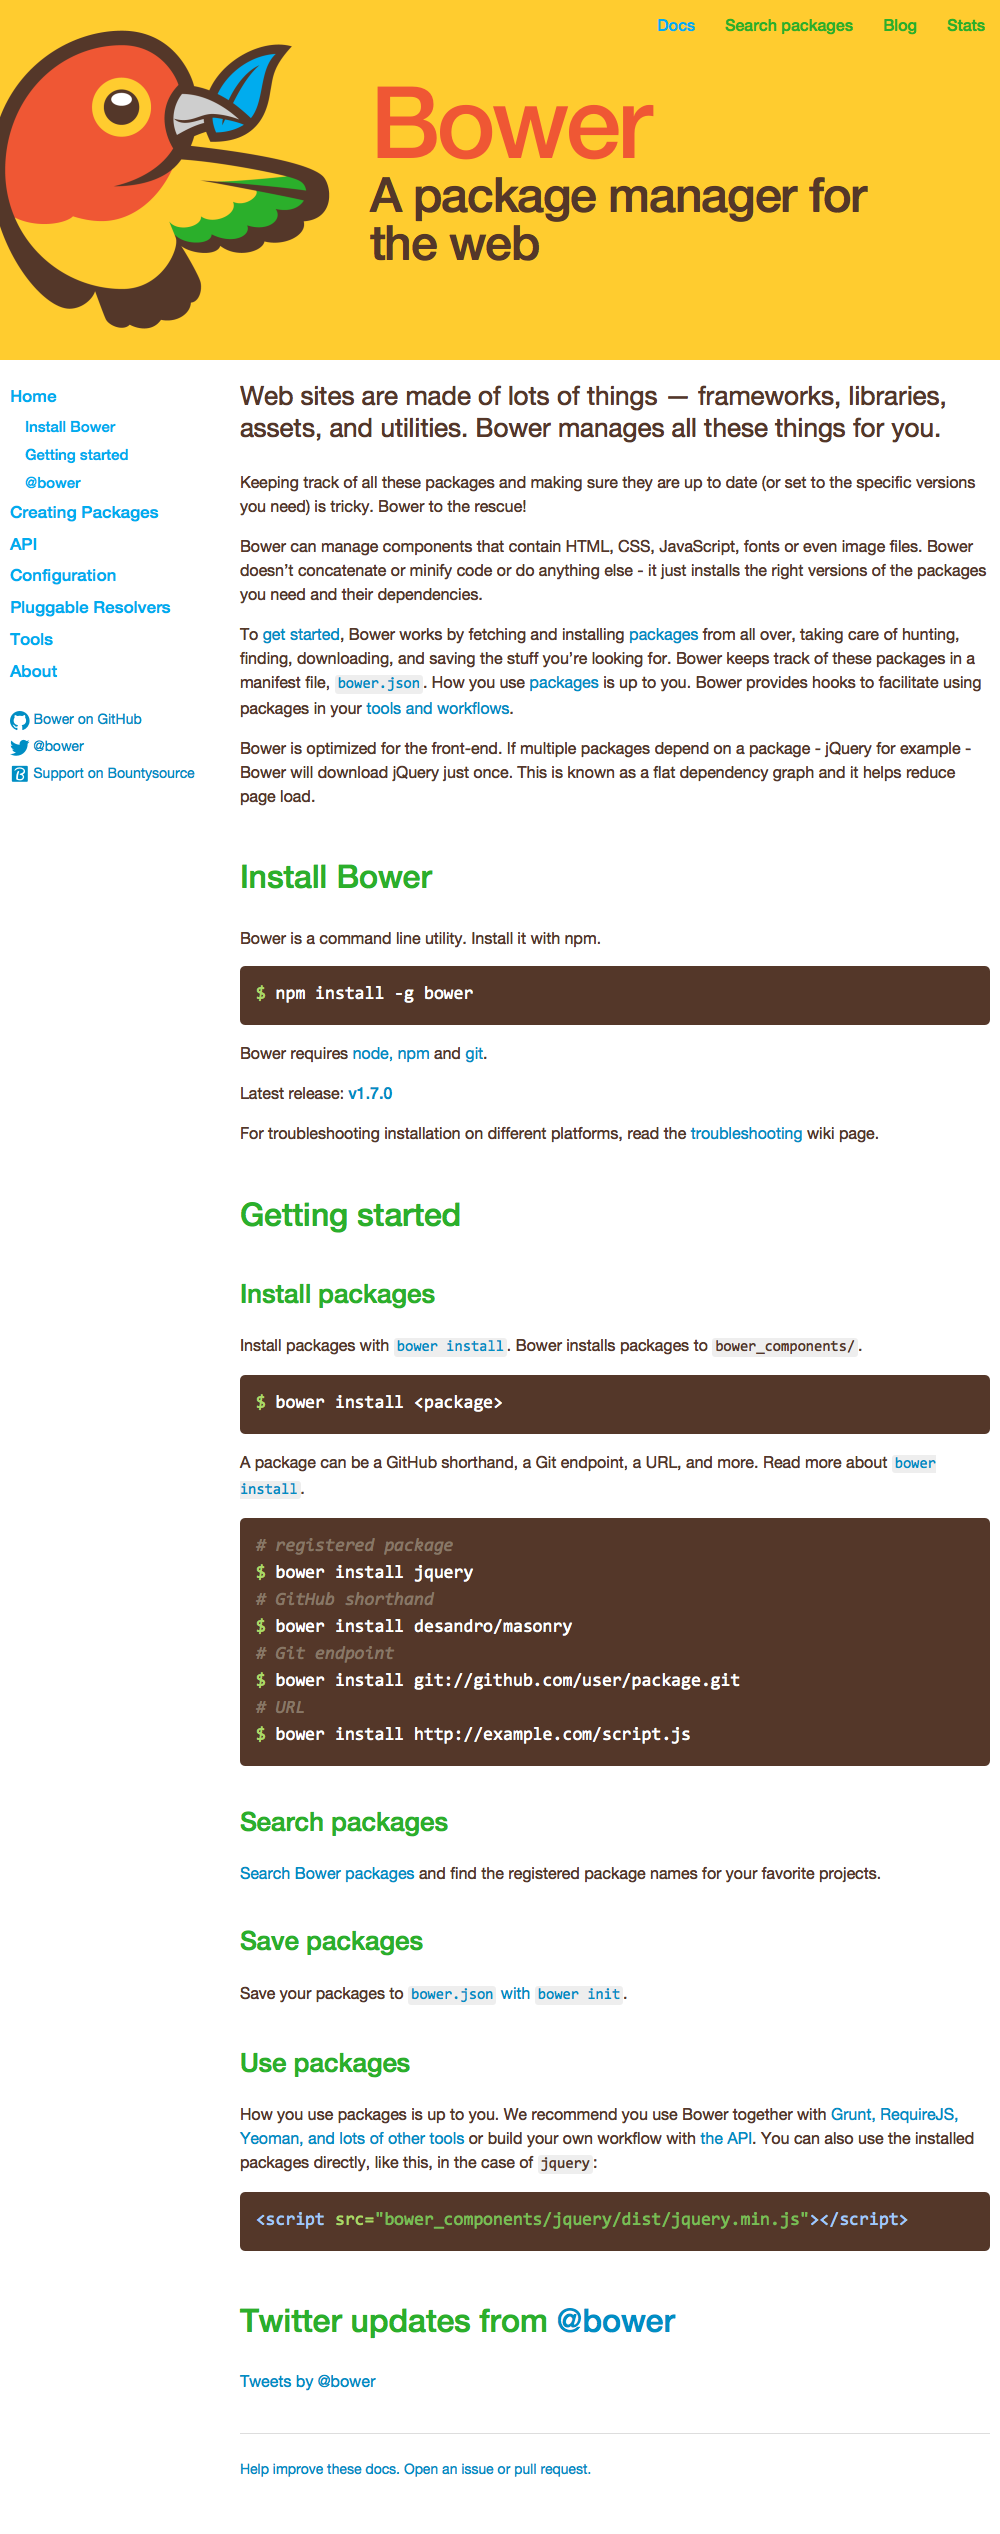 Docs Search packages Blog Stats
Bower
A package manager for
the web
Home
Install Bower
Getting started
@bower
Creating Packages
API
Configuration
Pluggable Resolvers
Tools
About
Bower on GitHub
@bower
Support on Bountysource
Web sites are made of lots of things — frameworks, libraries,
assets, and utilities. Bower manages all these things for you.
Keeping track of all these packages and making sure they are up to date (or set to the specific versions
you need) is tricky. Bower to the rescue!
Bower can manage components that contain HTML, CSS, JavaScript, fonts or even image files. Bower
doesn’t concatenate or minify code or do anything else - it just installs the right versions of the packages
you need and their dependencies.
To get started, Bower works by fetching and installing packages from all over, taking care of hunting,
finding, downloading, and saving the stuff you’re looking for. Bower keeps track of these packages in a
manifest file, bower.json. How you use packages is up to you. Bower provides hooks to facilitate using
packages in your tools and workflows.
Bower is optimized for the front-end. If multiple packages depend on a package - jQuery for example -
Bower will download jQuery just once. This is known as a flat dependency graph and it helps reduce
page load.
Install Bower
Bower is a command line utility. Install it with npm.
$ npm install -g bower
Bower requires node, npm and git.
Latest release: v1.7.0
For troubleshooting installation on different platforms, read the troubleshooting wiki page.
Getting started
Install packages
Install packages with bower install. Bower installs packages to bower_components/.
$ bower install <package>
A package can be a GitHub shorthand, a Git endpoint, a URL, and more. Read more about bower
install.
# registered package
$ bower install jquery
# GitHub shorthand
$ bower install desandro/masonry
# Git endpoint
$ bower install git://github.com/user/package.git
# URL
$ bower install http://example.com/script.js
Search packages
Search Bower packages and find the registered package names for your favorite projects.
Save packages
Save your packages to bower.json with bower init.
Use packages
How you use packages is up to you. We recommend you use Bower together with Grunt, RequireJS,
Yeoman, and lots of other tools or build your own workflow with the API. You can also use the installed
packages directly, like this, in the case of jquery:
<script src="bower_components/jquery/dist/jquery.min.js"></script>
Twitter updates from @bower
Tweets by @bower
Help improve these docs. Open an issue or pull request.